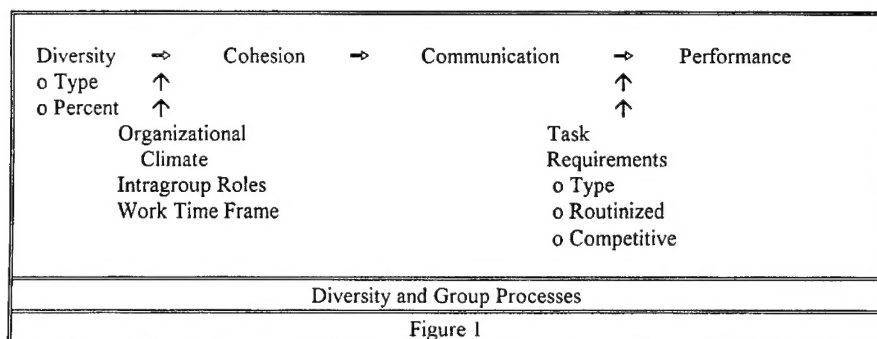 Diversity ➾ Cohesion ➾ Communication ➾ Performance
o Type ↑ ↑
o Percent ↑ ↑
Organizational Task
Climate Requirements
Intragroup Roles o Type
Work Time Frame o Routinized
o Competitive
Diversity and Group Processes
Figure 1